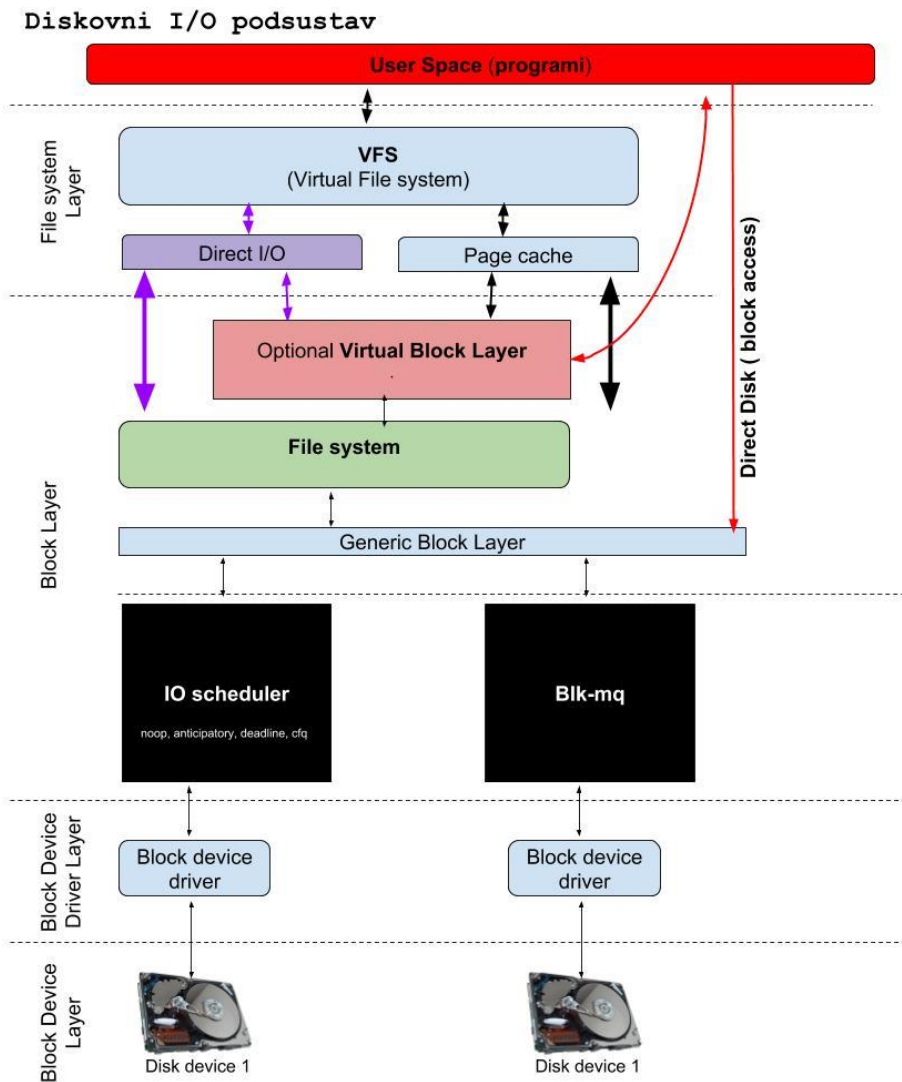 Diskovni I/O podsustav
User Space (programi)
File system
Layer
VFS
(Virtual File system)
Direct I/O
Page cache
Optional Virtual Block Layer
.
Direct Disk ( block access)
File system
Block Layer
Generic Block Layer
IO scheduler
noop, anticipatory, deadline, cfq
Blk-mq
Block Device
Driver Layer
Block device
driver
Block device
driver
Block Device
Layer
Disk device 1
Disk device 1